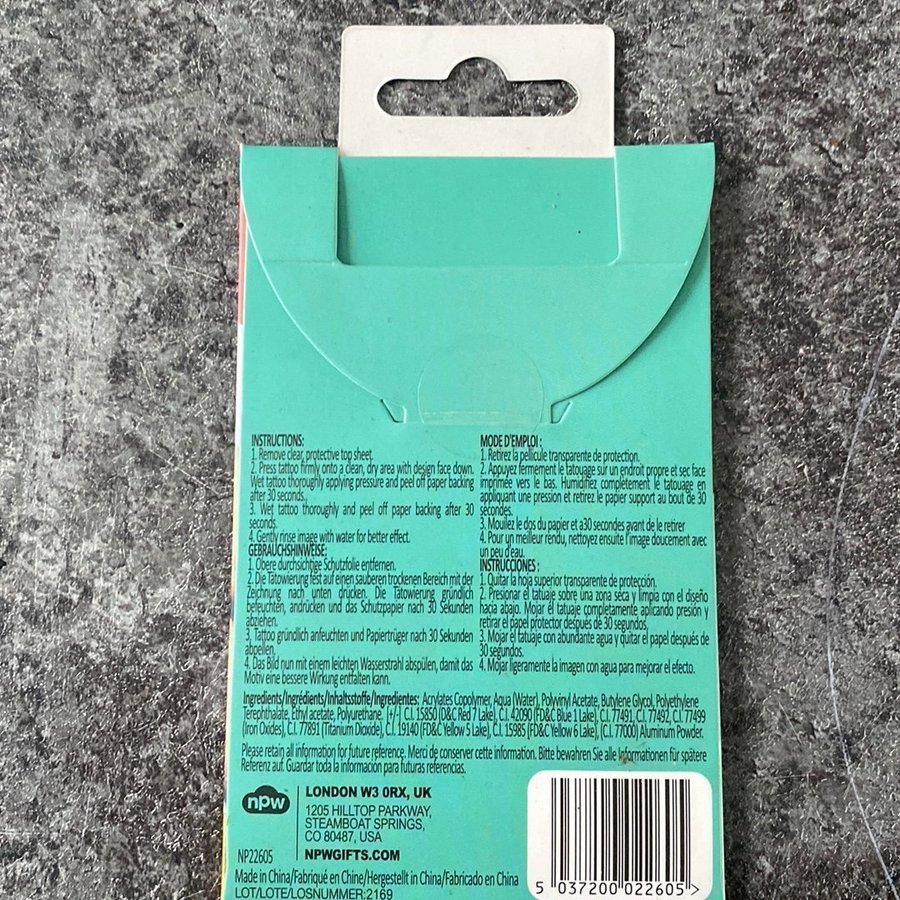 INSTRUCTIONS:
1. Remove clear, protective top sheet.
2. Press tattoo firmly onto a clean, dry area with design face down.
Wet tattoo thoroughly applying pressure and peel off paper backing
after 30 seconds.
3. Wet tattoo thoroughly and peel off paper backing after 30
seconds.
4. Gently rinse image with water for better effect.
GEBRAUCHSHINWEISE:
1. Obere durchsichtige Schutzfolie entfernen.
2. Die Tätowierung fest auf einen sauberen trockenen Bereich mit der
Zeichnung nach unten drücken. Die Tätowierung gründlich
befeuchten, andrücken und das Schutzpapier nach 30 Sekunden
abziehen.
3. Tattoo gründlich anfeuchten und Papierträger nach 30 Sekunden
abpellen.
4. Das Bild nun mit einem leichten Wasserstrahl abspülen, damit das
Motiv eine bessere Wirkung entfalten kann.
MODE D'EMPLOI :
1. Retirez la pellicule transparente de protection.
2. Appuyez fermement le tatouage sur un endroit propre et sec face
imprimée vers le bas. Humidifiez complètement le tatouage en
appliquant une pression et retirez le papier support au bout de 30
secondes.
3. Mouilez le dos du papier et a30 secondes avant de le retirer
4. Pour un meilleur rendu, nettoyez ensuite l'image doucement avec
un peu d'eau.
INSTRUCCIONES :
1. Quitar la hoja superior transparente de protección.
2. Presionar el tatuaje sobre una zona seca y limpia con el diseño
hacia abajo. Mojar el tatuaje completamente aplicando presión y
retirar el papel protector después de 30 segundos.
3. Mojar el tatuaje con abundante agua y quitar el papel después de
30 segundos.
4. Mojar ligeramente la imagen con agua para mejorar el efecto.
Ingredients/Ingrédients/Inhaltsstoffe/Ingredientes: Acrylates Copolymer, Aqua (Water), Polyvinyl Acetate, Butylene Glycol, Polyethylene
Terephthalate, Ethyl acetate, Polyurethane. [+/-] C.I. 15850 (D&C Red 7 Lake), C.I. 42090 (FD&C Blue 1 Lake), C.I. 77491, C.I. 77492, C.I. 77499
(Iron Oxides), C.I. 77891 (Titanium Dioxide), C.I. 19140 (FD&C Yellow 5 Lake), C.I. 15985 (FD&C Yellow 6 Lake), (C.I. 77000) Aluminum Powder.
Please retain all information for future reference. Merci de conserver cette information. Bitte bewahren Sie alle Informationen für spätere
Referenz auf. Guardar toda la información para futuras referencias.
npw
NP22605
LONDON W3 0RX, UK
1205 HILLTOP PARKWAY,
STEAMBOAT SPRINGS,
CO 80487, USA
NPWGIFTS.COM
Made in China/Fabriqué en Chine/Hergestellt in China/Fabricado en China
LOT/LOTE/LOSNUMMER:2169
5 037200 022605 >